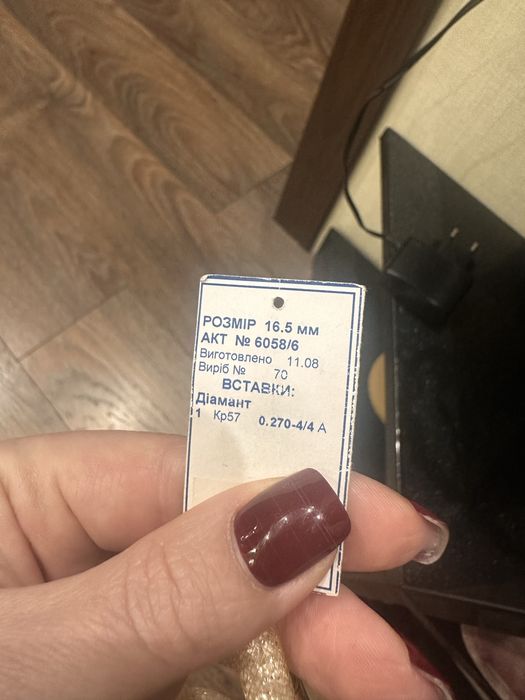 РОЗМІР 16.5 мм
АКТ № 6058/6
Виготовлено 11.08
Виріб № 70
ВСТАВКИ:
Діамант
1 Кр57 0.270-4/4 А